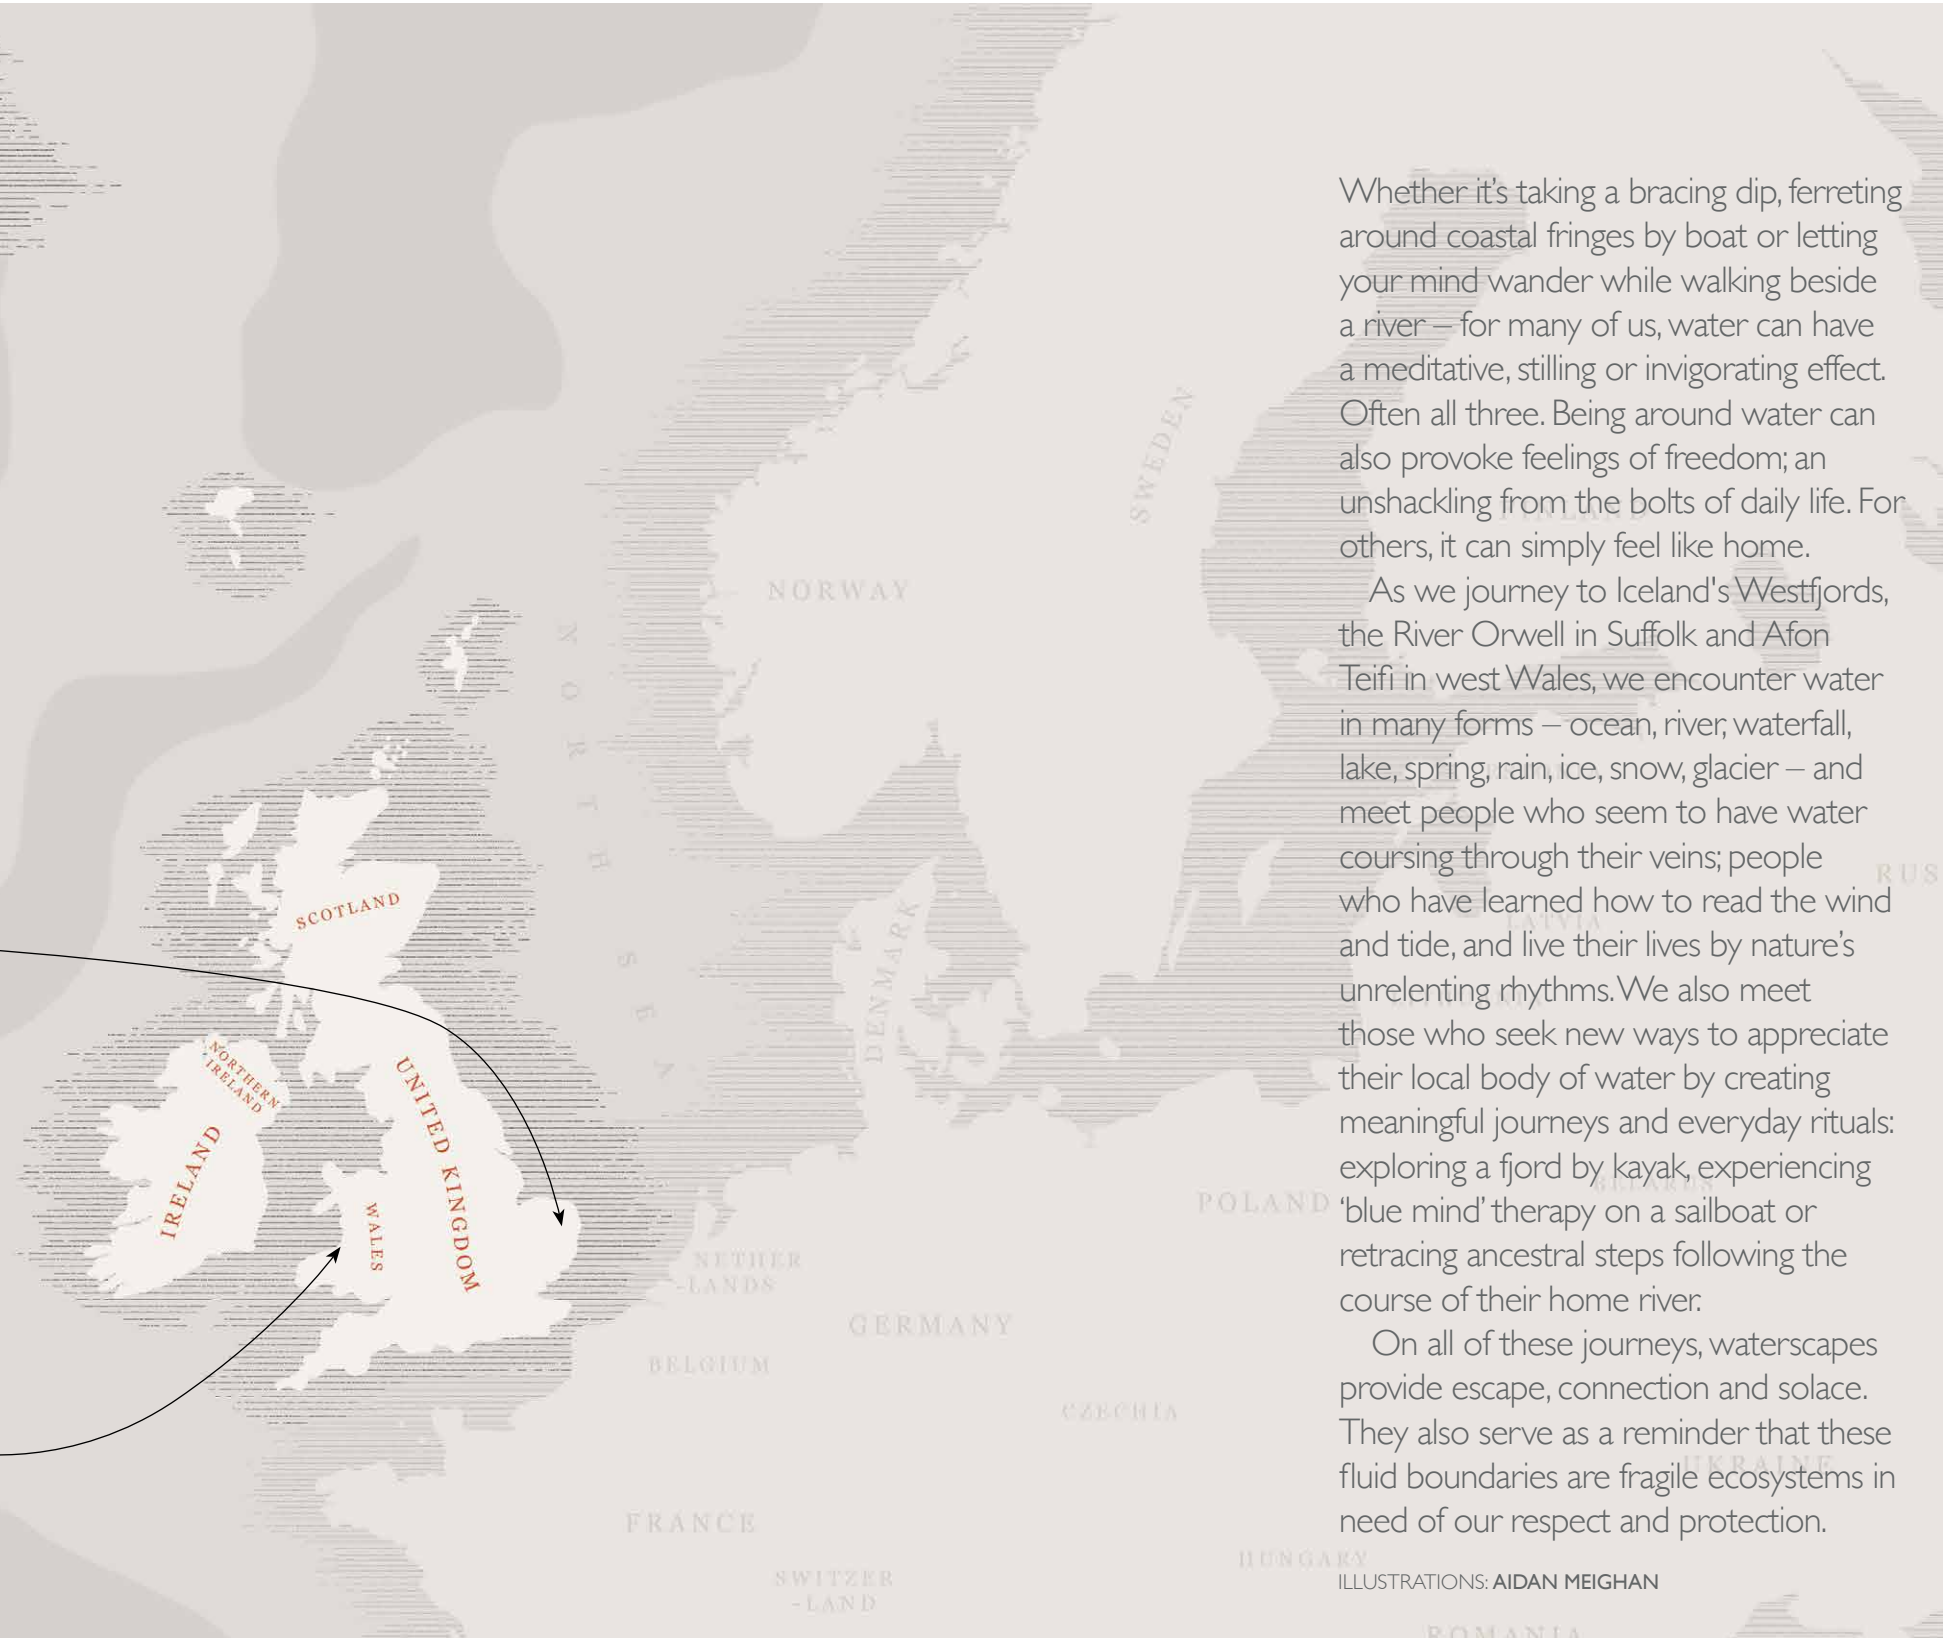 Whether it’s taking a bracing dip, ferreting
around coastal fringes by boat or letting
your mind wander while walking beside
a river – for many of us, water can have
a meditative, stilling or invigorating effect.
Often all three. Being around water can
also provoke feelings of freedom; an
unshackling from the bolts of daily life. For
others, it can simply feel like home.
As we journey to Iceland's Westfjords,
the River Orwell in Suffolk and Afon
Teifi in west Wales, we encounter water
in many forms – ocean, river, waterfall,
lake, spring, rain, ice, snow, glacier – and
meet people who seem to have water
coursing through their veins; people
who have learned how to read the wind
and tide, and live their lives by nature’s
unrelenting rhythms. We also meet
those who seek new ways to appreciate
their local body of water by creating
meaningful journeys and everyday rituals:
exploring a fjord by kayak, experiencing
‘blue mind’ therapy on a sailboat or
retracing ancestral steps following the
course of their home river.
On all of these journeys, waterscapes
provide escape, connection and solace.
They also serve as a reminder that these
fluid boundaries are fragile ecosystems in
need of our respect and protection.
ILLUSTRATIONS: AIDAN MEIGHAN
SWEDEN
FINLAND
NORWAY
NORTH SEA
SCOTLAND
RUS
LATVIA
DENMARK
NORTHERN
IRELAND
UNITED KINGDOM
IRELAND
WALES
BELARUS
POLAND
NETHER
-LANDS
GERMANY
BELGIUM
CZECHIA
UKRAINE
FRANCE
HUNGARY
SWITZER
-LAND
ROMANIA